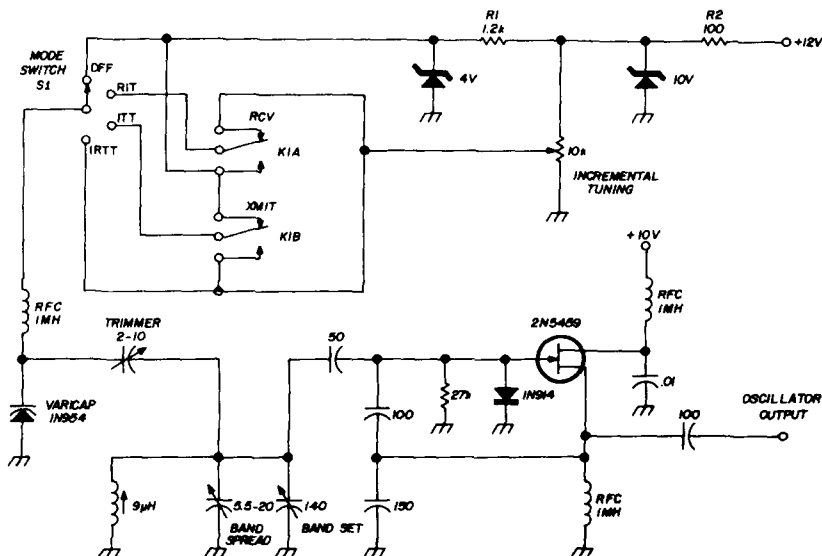 R1
1.2k
R2
100
+12V
MODE
SWITCH
S1
OFF
RIT
ITT
IRTT
RCV
K1A
XMIT
K1B
4V
10V
10k
INCREMENTAL
TUNING
+10V
RFC
1MH
TRIMMER
2-10
RFC
1MH
50
2N5459
VARICAP
1N954
100
27k
1N914
.01
OSCILLATOR
OUTPUT
100
9µH
5.5-20
BAND
SPREAD
140
BAND SET
150
RFC
1MH